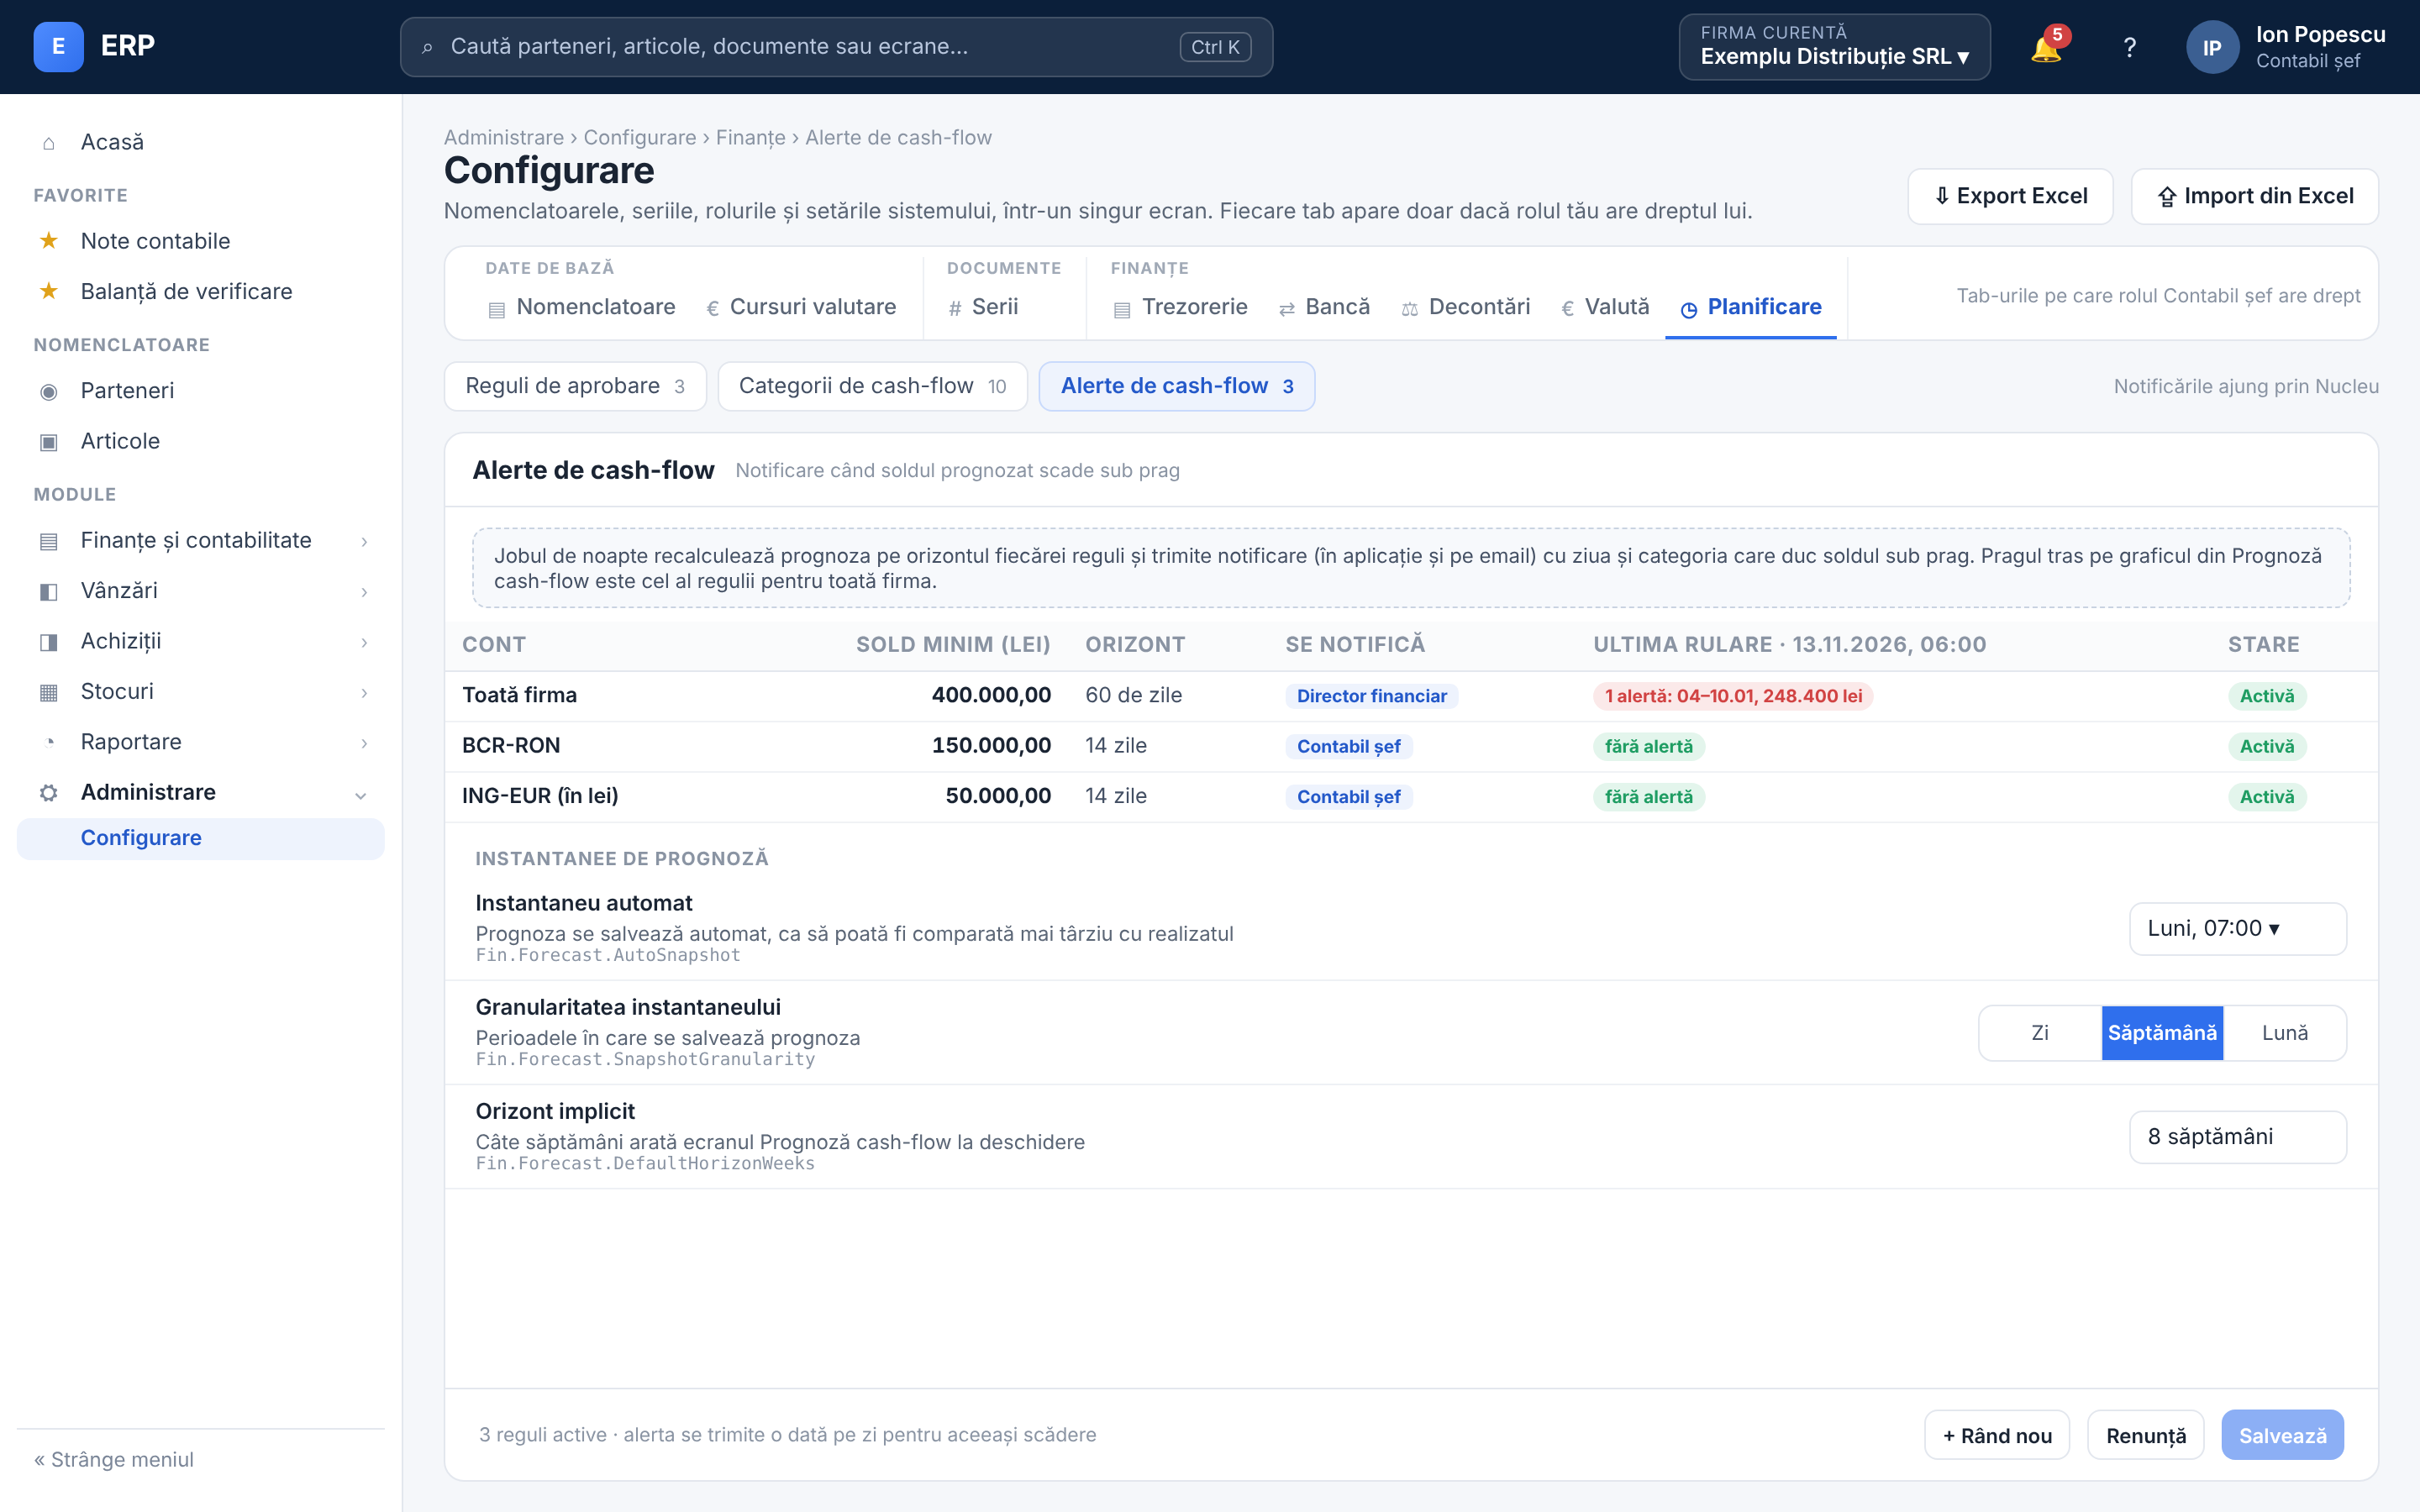 E ERP
Caută parteneri, articole, documente sau ecrane... Ctrl K
FIRMA CURENTĂ
Exemplu Distribuție SRL ▾
5
?
IP
Ion Popescu
Contabil șef
Acasă
FAVORITE
★ Note contabile
★ Balanță de verificare
NOMENCLATOARE
Parteneri
Articole
MODULE
Finanțe și contabilitate ›
Vânzări ›
Achiziții ›
Stocuri ›
Raportare ›
Administrare
Configurare
« Strânge meniul
Administrare › Configurare › Finanțe › Alerte de cash-flow
Configurare
Nomenclatoarele, seriile, rolurile și setările sistemului, într-un singur ecran. Fiecare tab apare doar dacă rolul tău are dreptul lui.
⇩ Export Excel
⇪ Import din Excel
DATE DE BAZĂ
Nomenclatoare € Cursuri valutare
DOCUMENTE
# Serii
FINANȚE
Trezorerie ⇄ Bancă Decontări € Valută Planificare
Tab-urile pe care rolul Contabil șef are drept
Reguli de aprobare 3
Categorii de cash-flow 10
Alerte de cash-flow 3
Notificările ajung prin Nucleu
Alerte de cash-flow Notificare când soldul prognozat scade sub prag
Jobul de noapte recalculează prognoza pe orizontul fiecărei reguli și trimite notificare (în aplicație și pe email) cu ziua și categoria care duc soldul sub prag. Pragul tras pe graficul din Prognoză
cash-flow este cel al regulii pentru toată firma.
CONT SOLD MINIM (LEI) ORIZONT SE NOTIFICĂ ULTIMA RULARE · 13.11.2026, 06:00 STARE
Toată firma 400.000,00 60 de zile Director financiar 1 alertă: 04–10.01, 248.400 lei Activă
BCR-RON 150.000,00 14 zile Contabil șef fără alertă Activă
ING-EUR (în lei) 50.000,00 14 zile Contabil șef fără alertă Activă
INSTANTANEE DE PROGNOZĂ
Instantaneu automat
Prognoza se salvează automat, ca să poată fi comparată mai târziu cu realizatul
Fin.Forecast.AutoSnapshot
Luni, 07:00 ▾
Granularitatea instantaneului
Perioadele în care se salvează prognoza
Fin.Forecast.SnapshotGranularity
Zi Săptămână Lună
Orizont implicit
Câte săptămâni arată ecranul Prognoză cash-flow la deschidere
Fin.Forecast.DefaultHorizonWeeks
8 săptămâni
3 reguli active · alerta se trimite o dată pe zi pentru aceeași scădere
+ Rând nou
Renunță
Salvează